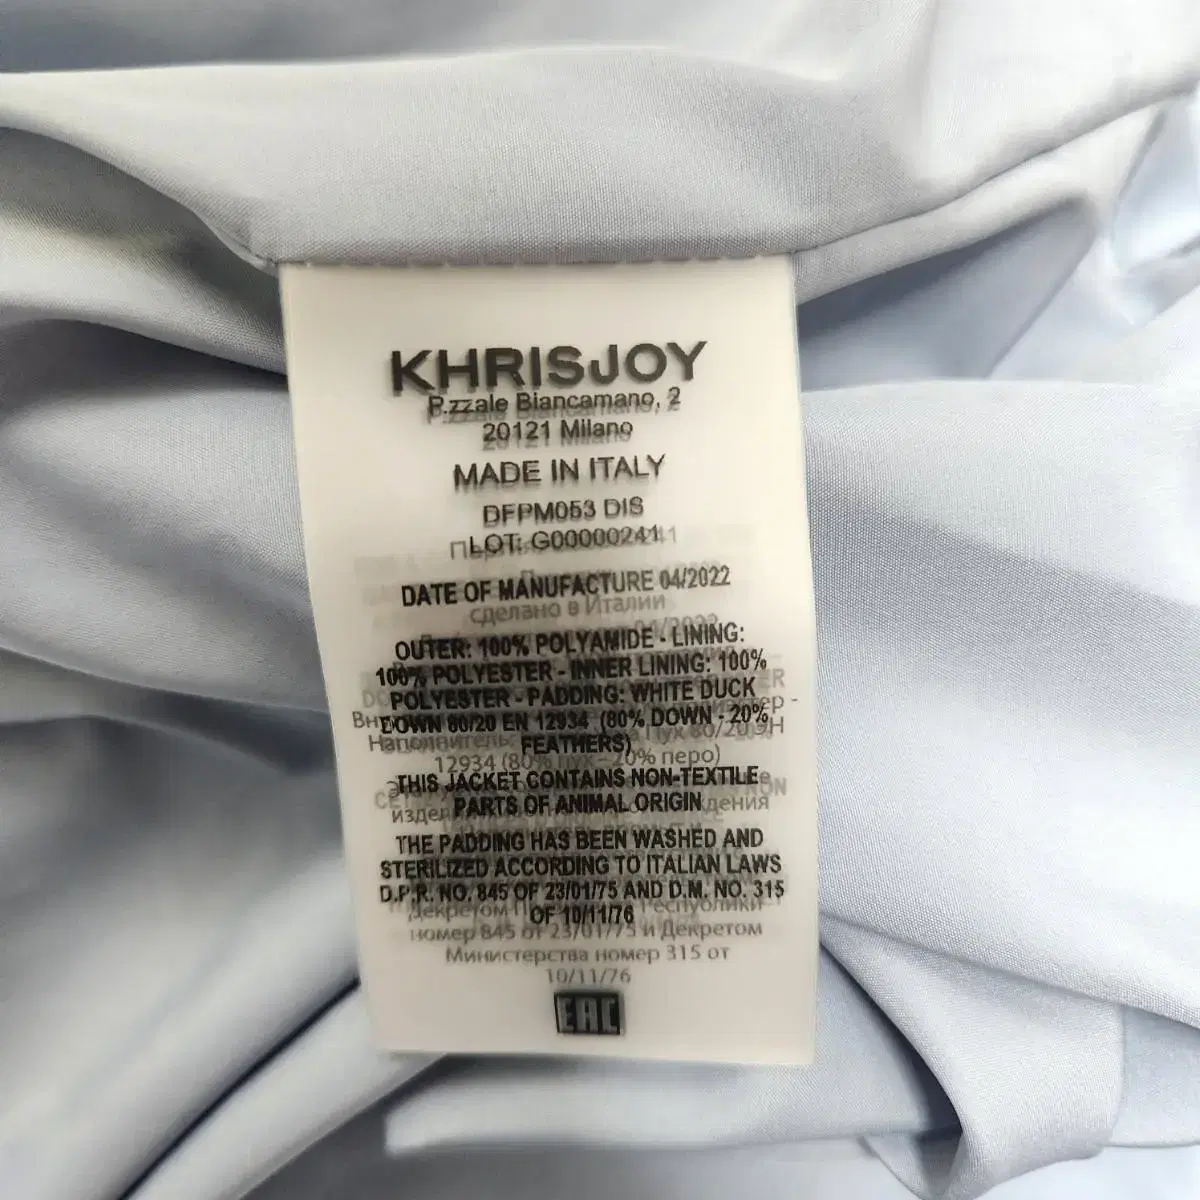 KHRISJOY
P.zzale Biancamano, 2
20121 Milano
MADE IN ITALY
DFPM053 DIS
LOT: G00000241
DATE OF MANUFACTURE 04/2022
сделано в Италии
OUTER: 100% POLYAMIDE - LINING:
100% POLYESTER - INNER LINING: 100%
POLYESTER - PADDING: WHITE DUCK
DOWN 80/20 EN 12934 (80% DOWN - 20%
FEATHERS)
12934 (80% пух - 20% перо)
THIS JACKET CONTAINS NON-TEXTILE
PARTS OF ANIMAL ORIGIN
THE PADDING HAS BEEN WASHED AND
STERILIZED ACCORDING TO ITALIAN LAWS
D.P.R. NO. 845 OF 23/01/75 AND D.M. NO. 315
OF 10/11/76
номер 845 от 23/01/75 и Декретом
Министерства номер 315 от
10/11/76
EAC